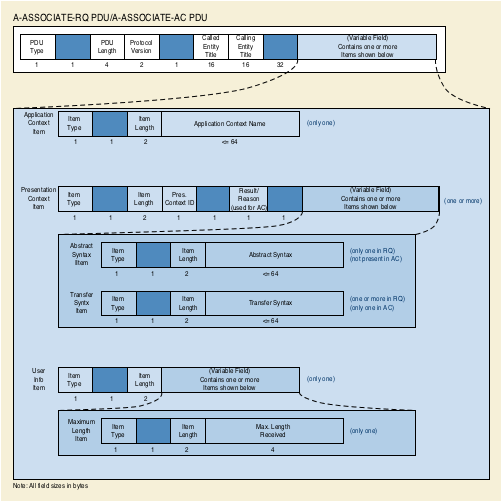 A-ASSOCIATE-RQ PDU/A-ASSOCIATE-AC PDU
PDU Type
PDU Length
Protocol Version
Called Entity Title
Calling Entity Title
(Variable Field)
Contains one or more
Items shown below
1 1 4 2 1 16 16 32
Application Context Item
Item Type
Item Length
Application Context Name
(only one)
1 1 2 <= 64
Presentation Context Item
Item Type
Item Length
Pres. Context ID
Result/ Reason (used for AC)
(Variable Field)
Contains one or more
Items shown below
(one or more)
1 1 2 1 1 1 1
Abstract Syntax Item
Item Type
Item Length
Abstract Syntax
(only one in RQ)
(not present in AC)
1 1 2 <= 64
Transfer Syntx Item
Item Type
Item Length
Transfer Syntax
(one or more in RQ)
(only one in AC)
1 1 2 <= 64
User Info Item
Item Type
Item Length
(Variable Field)
Contains one or more
Items shown below
(only one)
1 1 2
Maximum Length Item
Item Type
Item Length
Max. Length Received
(only one)
1 1 2 4
Note: All field sizes in bytes